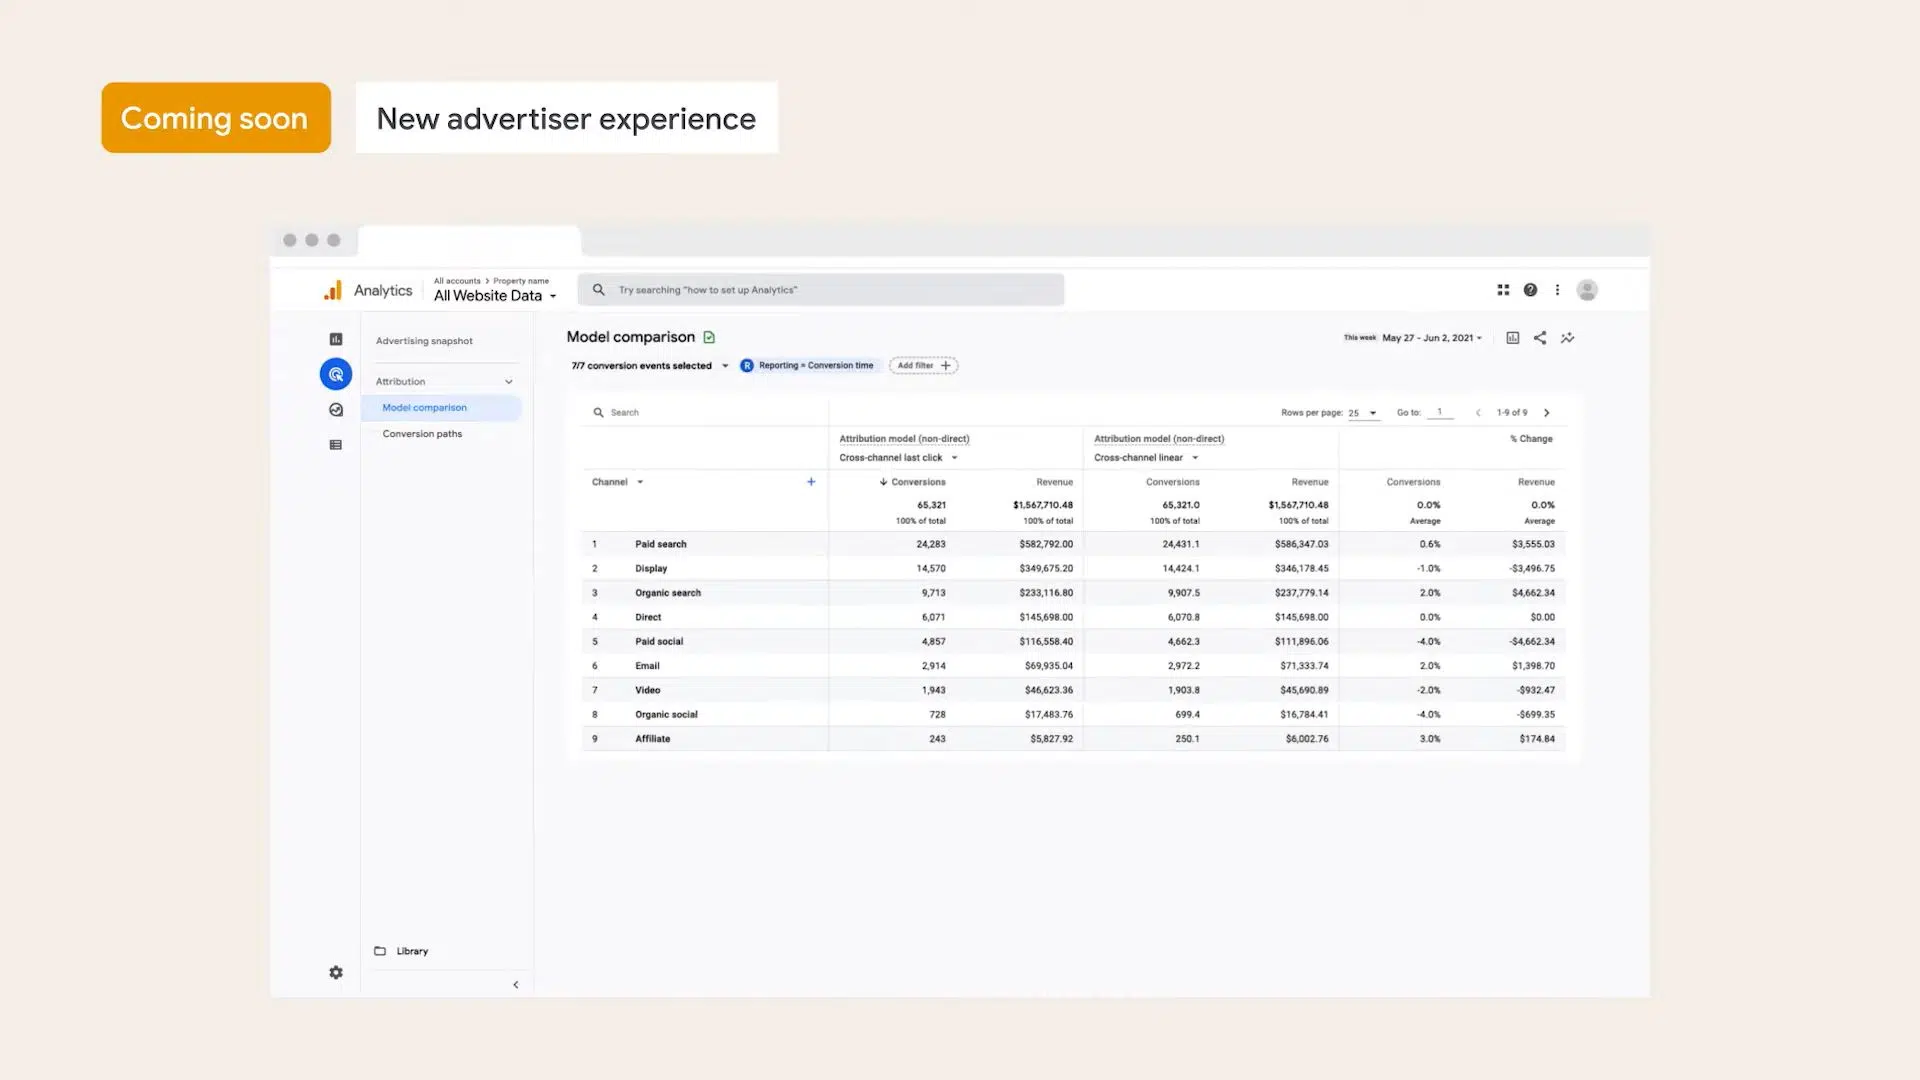 Coming soon
New advertiser experience
Analytics
All accounts > Property name
All Website Data
Try searching "how to set up Analytics"
Advertising snapshot
Attribution
Model comparison
Conversion paths
Library
Model comparison
This week May 27 - Jun 2, 2021
7/7 conversion events selected
R Reporting = Conversion time
Add filter +
Search
Rows per page: 25
Go to: 1
1-9 of 9
Attribution model (non-direct) Attribution model (non-direct) % Change
Cross-channel last click Cross-channel linear
Channel + Conversions Revenue Conversions Revenue Conversions Revenue
65,321 $1,567,710.48 65,321.0 $1,567,710.48 0.0% 0.0%
100% of total 100% of total 100% of total 100% of total Average Average
1 Paid search 24,283 $582,792.00 24,431.1 $586,347.03 0.6% $3,555.03
2 Display 14,570 $349,675.20 14,424.1 $346,178.45 -1.0% -$3,496.75
3 Organic search 9,713 $233,116.80 9,907.5 $237,779.14 2.0% $4,662.34
4 Direct 6,071 $145,698.00 6,070.8 $145,698.00 0.0% $0.00
5 Paid social 4,857 $116,558.40 4,662.3 $111,896.06 -4.0% -$4,662.34
6 Email 2,914 $69,935.04 2,972.2 $71,333.74 2.0% $1,398.70
7 Video 1,943 $46,623.36 1,903.8 $45,690.89 -2.0% -$932.47
8 Organic social 728 $17,483.76 699.4 $16,784.41 -4.0% -$699.35
9 Affiliate 243 $5,827.92 250.1 $6,002.76 3.0% $174.84